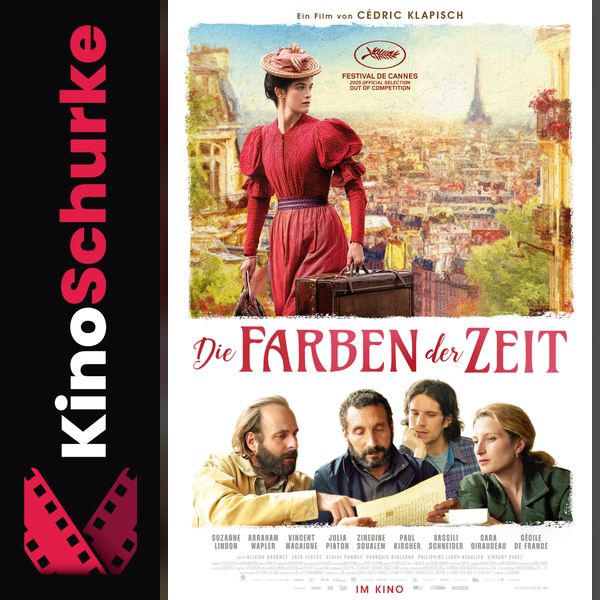 KinoSchurke
Ein Film von CÉDRIC KLAPISCH
FESTIVAL DE CANNES
2025 OFFICIAL SELECTION
OUT OF COMPETITION
Die FARBEN der ZEIT
SUZANNE LINDON
ABRAHAM WAPLER
VINCENT MACAIGNE
JULIA PIATON
ZINEDINE SOUALEM
PAUL KIRCHER
VASSILI SCHNEIDER
SARA GIRAUDEAU
CÉCILE DE FRANCE
IM KINO